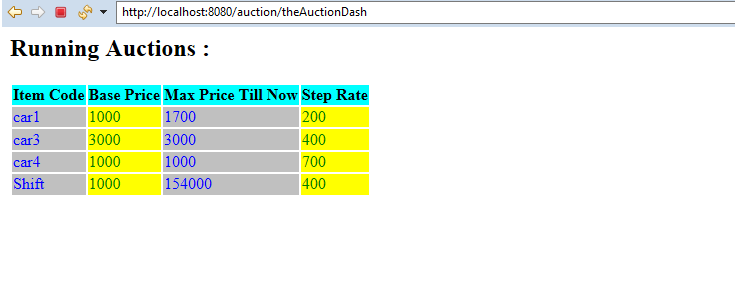 http://localhost:8080/auction/theAuctionDash
Running Auctions :
Item Code Base Price Max Price Till Now Step Rate
car1 1000 1700 200
car3 3000 3000 400
car4 1000 1000 700
Shift 1000 154000 400